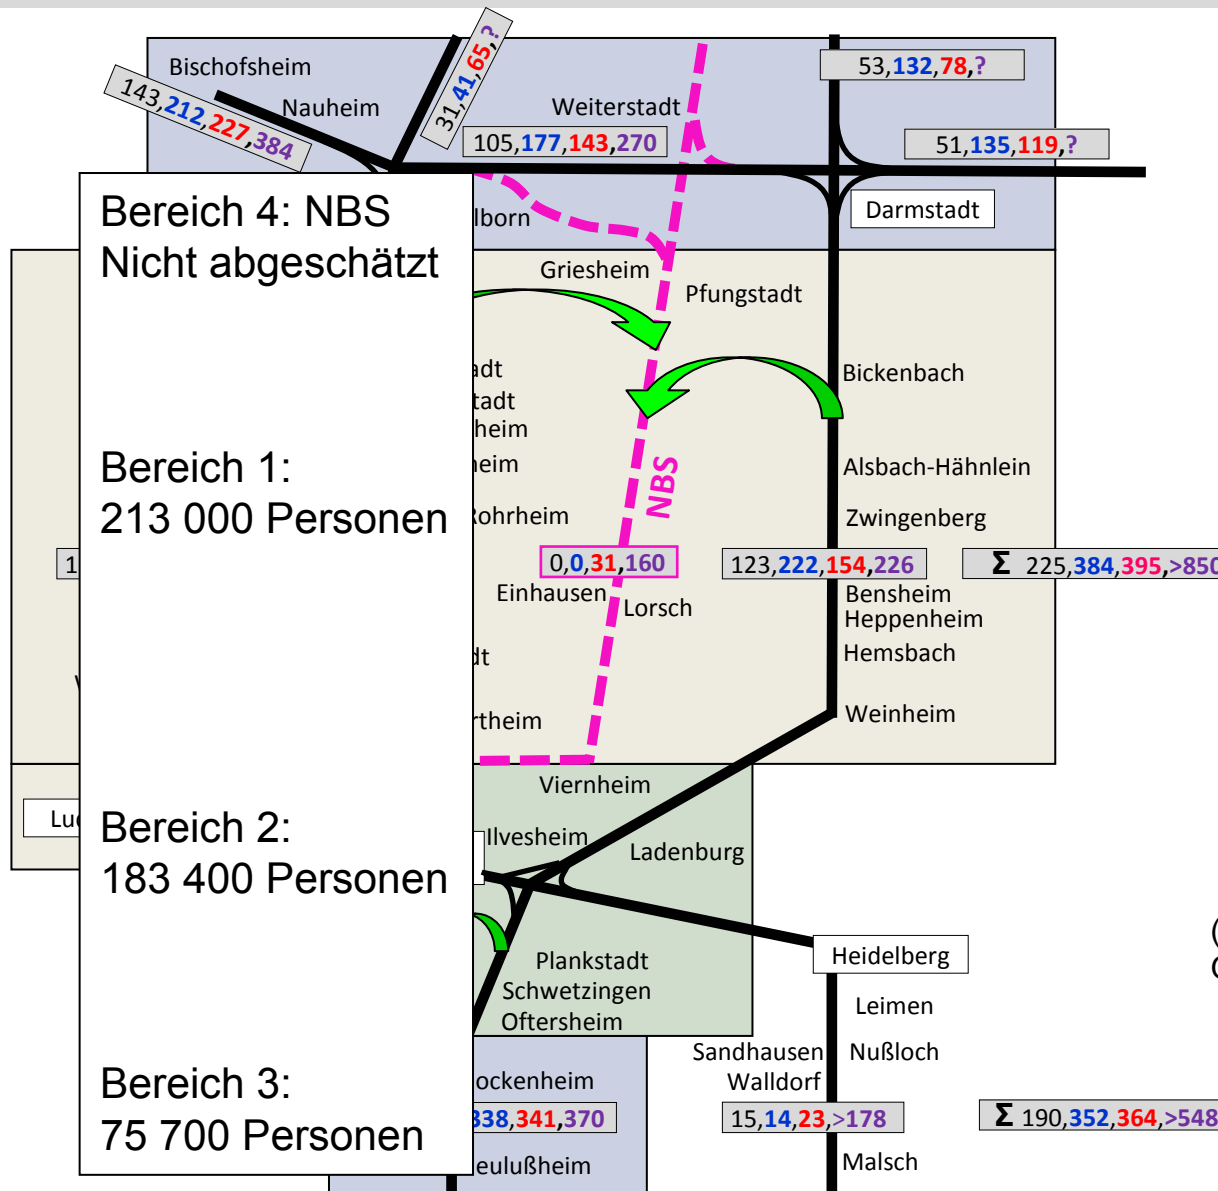 Bischofsheim
Nauheim
143,212,227,384
31,41,65,?
Weiterstadt
105,177,143,270
53,132,78,?
51,135,119,?
Darmstadt
Bereich 4: NBS
Nicht abgeschätzt
lborn
Griesheim
Pfungstadt
adt
tadt
heim
Bickenbach
Bereich 1:
213 000 Personen
heim
Rohrheim
NBS
Alsbach-Hähnlein
Zwingenberg
1
0,0,31,160
123,222,154,226
Σ 225,384,395,>850
Einhausen
Lorsch
Bensheim
Heppenheim
Hemsbach
dt
rtheim
Weinheim
Viernheim
Lu
Bereich 2:
183 400 Personen
Ilvesheim
Ladenburg
Heidelberg
(
Plankstadt
Schwetzingen
Oftersheim
Leimen
Sandhausen
Nußloch
Walldorf
Bereich 3:
75 700 Personen
ockenheim
338,341,370
15,14,23,>178
Σ 190,352,364,>548
eulußheim
Malsch